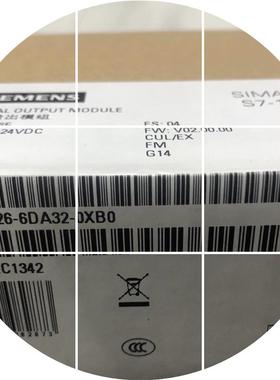 SIEMENS
SIMA
S7-
AL OUTPUT MODULE
出模組
24VDC
ES: 04
FW: V02.00.00
CUL/EX
FM
G14
26-6DA32-0XB0
C1342